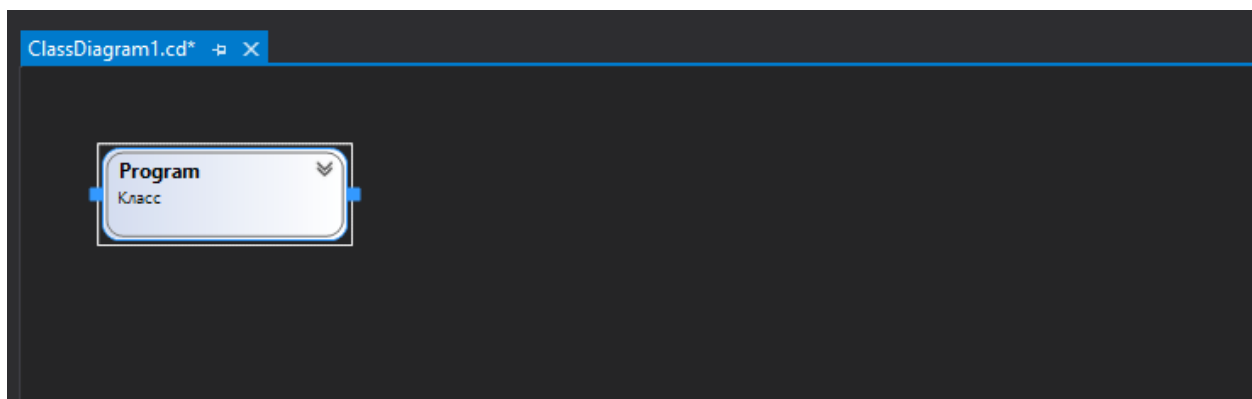 ClassDiagram1.cd*
Program
Класс